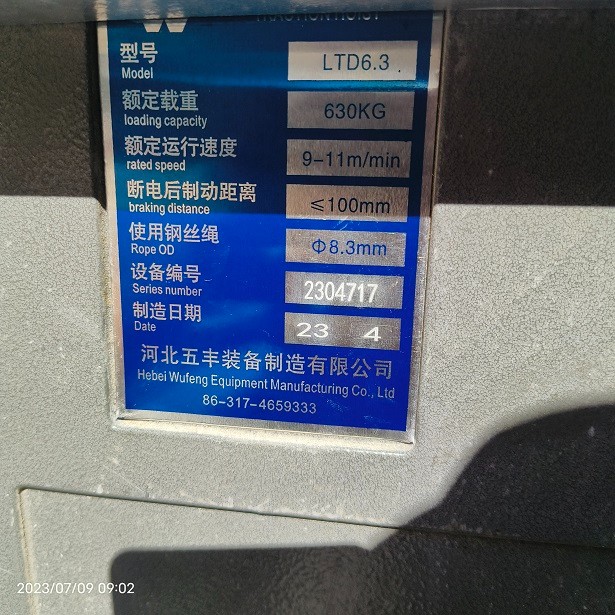 TRACTION HOIST
型号
Model
LTD6.3
额定载重
loading capacity
630KG
额定运行速度
rated speed
9-11m/min
断电后制动距离
braking distance
≤100mm
使用钢丝绳
Rope OD
Φ8.3mm
设备编号
Series number
2304717
制造日期
Date
23 4
河北五丰装备制造有限公司
Hebei Wufeng Equipment Manufacturing Co., Ltd
86-317-4659333
2023/07/09 09:02